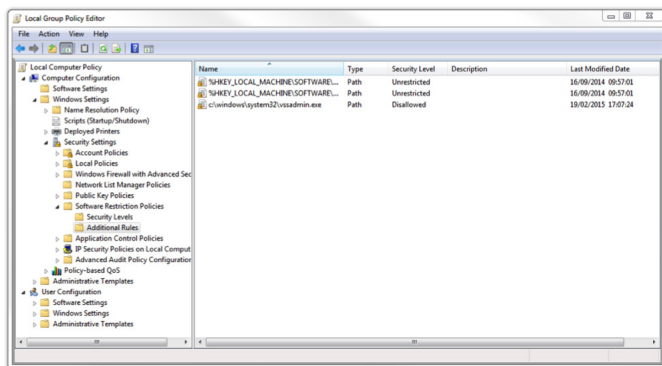 Local Group Policy Editor
File Action View Help
Local Computer Policy
Computer Configuration
Software Settings
Windows Settings
Name Resolution Policy
Scripts (Startup/Shutdown)
Deployed Printers
Security Settings
Account Policies
Local Policies
Windows Firewall with Advanced Sec
Network List Manager Policies
Public Key Policies
Software Restriction Policies
Security Levels
Additional Rules
Application Control Policies
IP Security Policies on Local Comput
Advanced Audit Policy Configuration
Policy-based QoS
Administrative Templates
User Configuration
Software Settings
Windows Settings
Administrative Templates
Name Type Security Level Description Last Modified Date
%HKEY_LOCAL_MACHINE\SOFTWARE\... Path Unrestricted 16/09/2014 09:57:01
%HKEY_LOCAL_MACHINE\SOFTWARE\... Path Unrestricted 16/09/2014 09:57:01
c:\windows\system32\vssadmin.exe Path Disallowed 19/02/2015 17:07:24